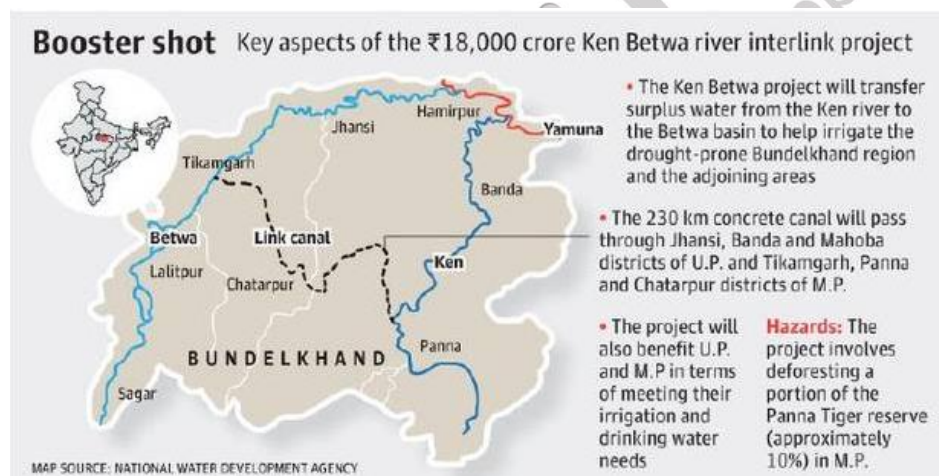 Booster shot Key aspects of the ₹18,000 crore Ken Betwa river interlink project
Hamirpur
Jhansi
Yamuna
Tikamgarh
Banda
Betwa
Link canal
Ken
Lalitpur
Chatarpur
Panna
BUNDELKHAND
Sagar
MAP SOURCE: NATIONAL WATER DEVELOPMENT AGENCY
• The Ken Betwa project will transfer
surplus water from the Ken river to
the Betwa basin to help irrigate the
drought-prone Bundelkhand region
and the adjoining areas
• The 230 km concrete canal will pass
through Jhansi, Banda and Mahoba
districts of U.P. and Tikamgarh, Panna
and Chatarpur districts of M.P.
• The project will
also benefit U.P.
and M.P in terms
of meeting their
irrigation and
drinking water
needs
Hazards: The
project involves
deforesting a
portion of the
Panna Tiger reserve
(approximately
10%) in M.P.